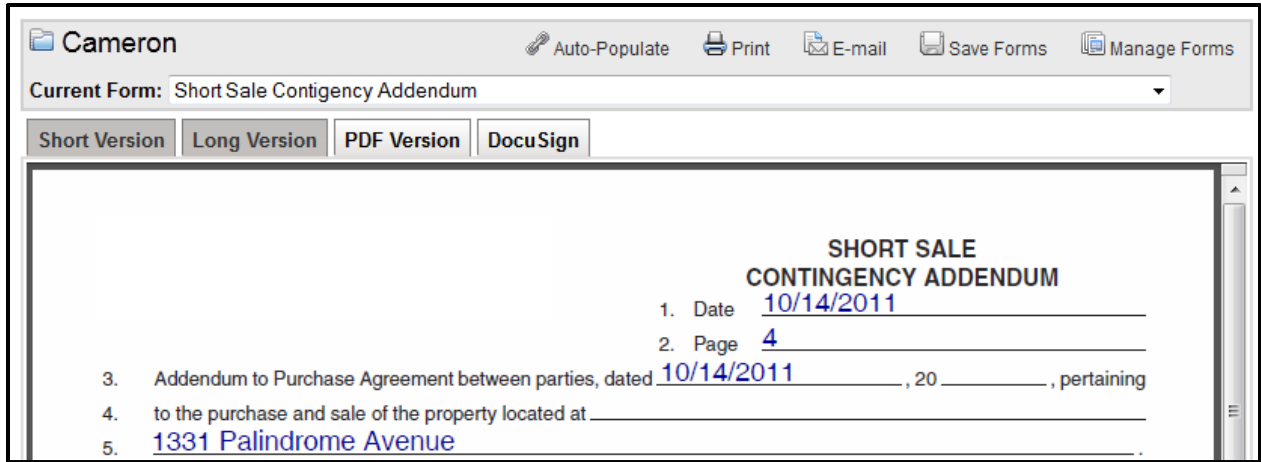 Cameron Auto-Populate Print E-mail Save Forms Manage Forms
Current Form: Short Sale Contigency Addendum
Short Version Long Version PDF Version DocuSign
SHORT SALE
CONTINGENCY ADDENDUM
1. Date 10/14/2011
2. Page 4
3. Addendum to Purchase Agreement between parties, dated 10/14/2011 , 20 , pertaining
4. to the purchase and sale of the property located at
5. 1331 Palindrome Avenue .